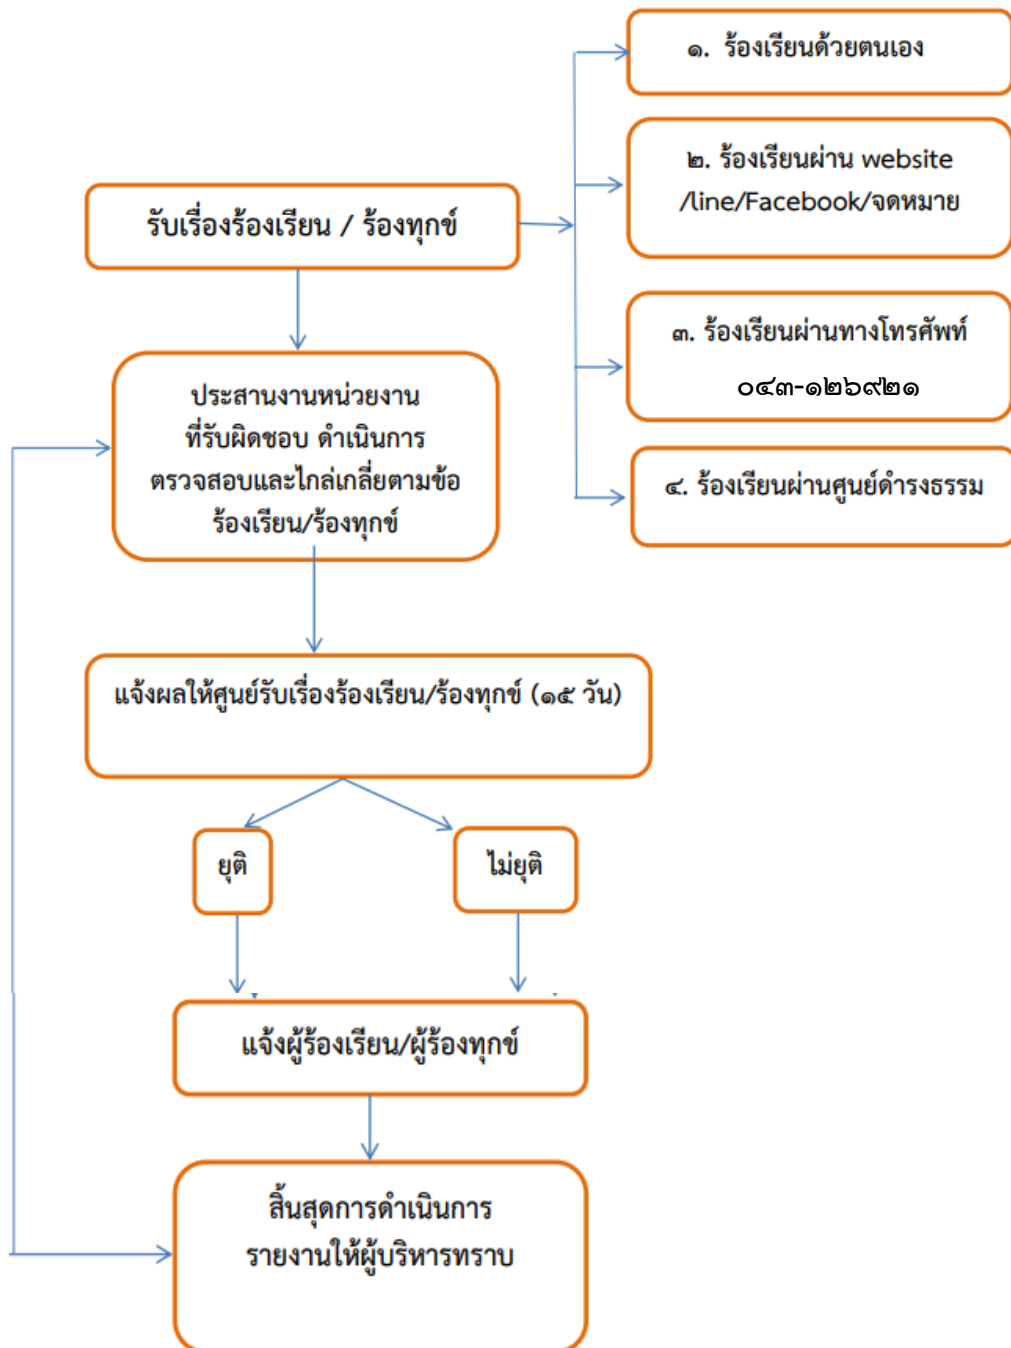 ๑. ร้องเรียนด้วยตนเอง
๒. ร้องเรียนผ่าน website
/line/Facebook/จดหมาย
รับเรื่องร้องเรียน / ร้องทุกข์
๓. ร้องเรียนผ่านทางโทรศัพท์
๐๔๓-๑๒๖๙๒๑
ประสานงานหน่วยงาน
ที่รับผิดชอบ ดำเนินการ
ตรวจสอบและไกล่เกลี่ยตามข้อ
ร้องเรียน/ร้องทุกข์
๔. ร้องเรียนผ่านศูนย์ดำรงธรรม
แจ้งผลให้ศูนย์รับเรื่องร้องเรียน/ร้องทุกข์ (๑๕ วัน)
ยุติ
ไม่ยุติ
แจ้งผู้ร้องเรียน/ผู้ร้องทุกข์
สิ้นสุดการดำเนินการ
รายงานให้ผู้บริหารทราบ